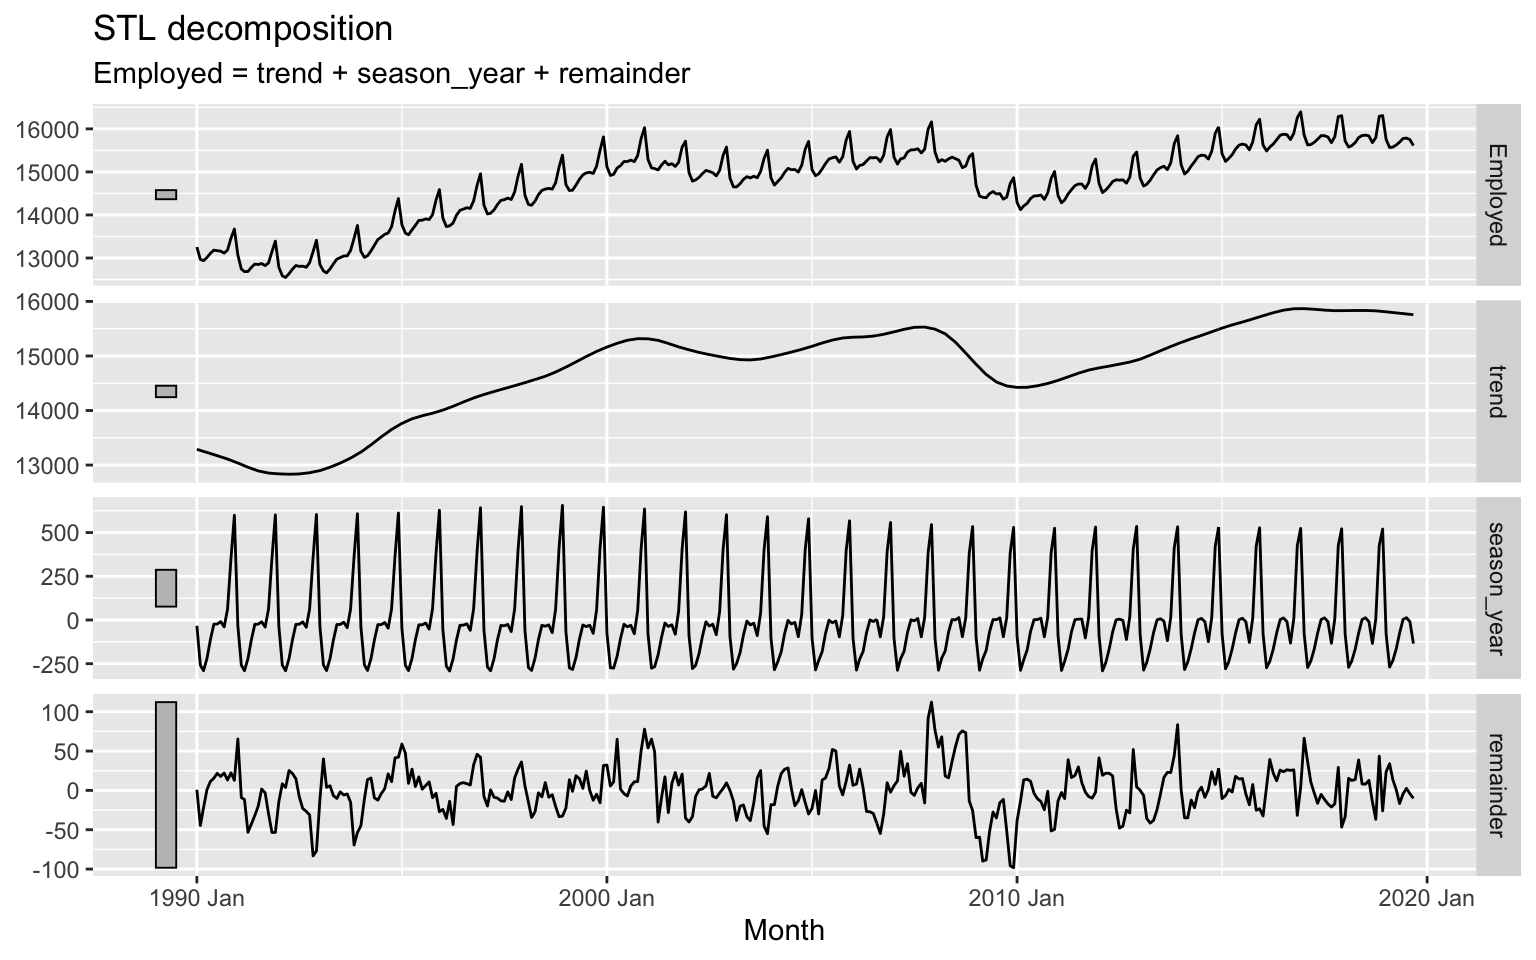 STL decomposition
Employed = trend + season_year + remainder
16000
15000
14000
13000
Employed
16000
15000
14000
13000
trend
500
250
0
-250
season_year
100
50
0
-50
-100
remainder
1990 Jan 2000 Jan 2010 Jan 2020 Jan
Month